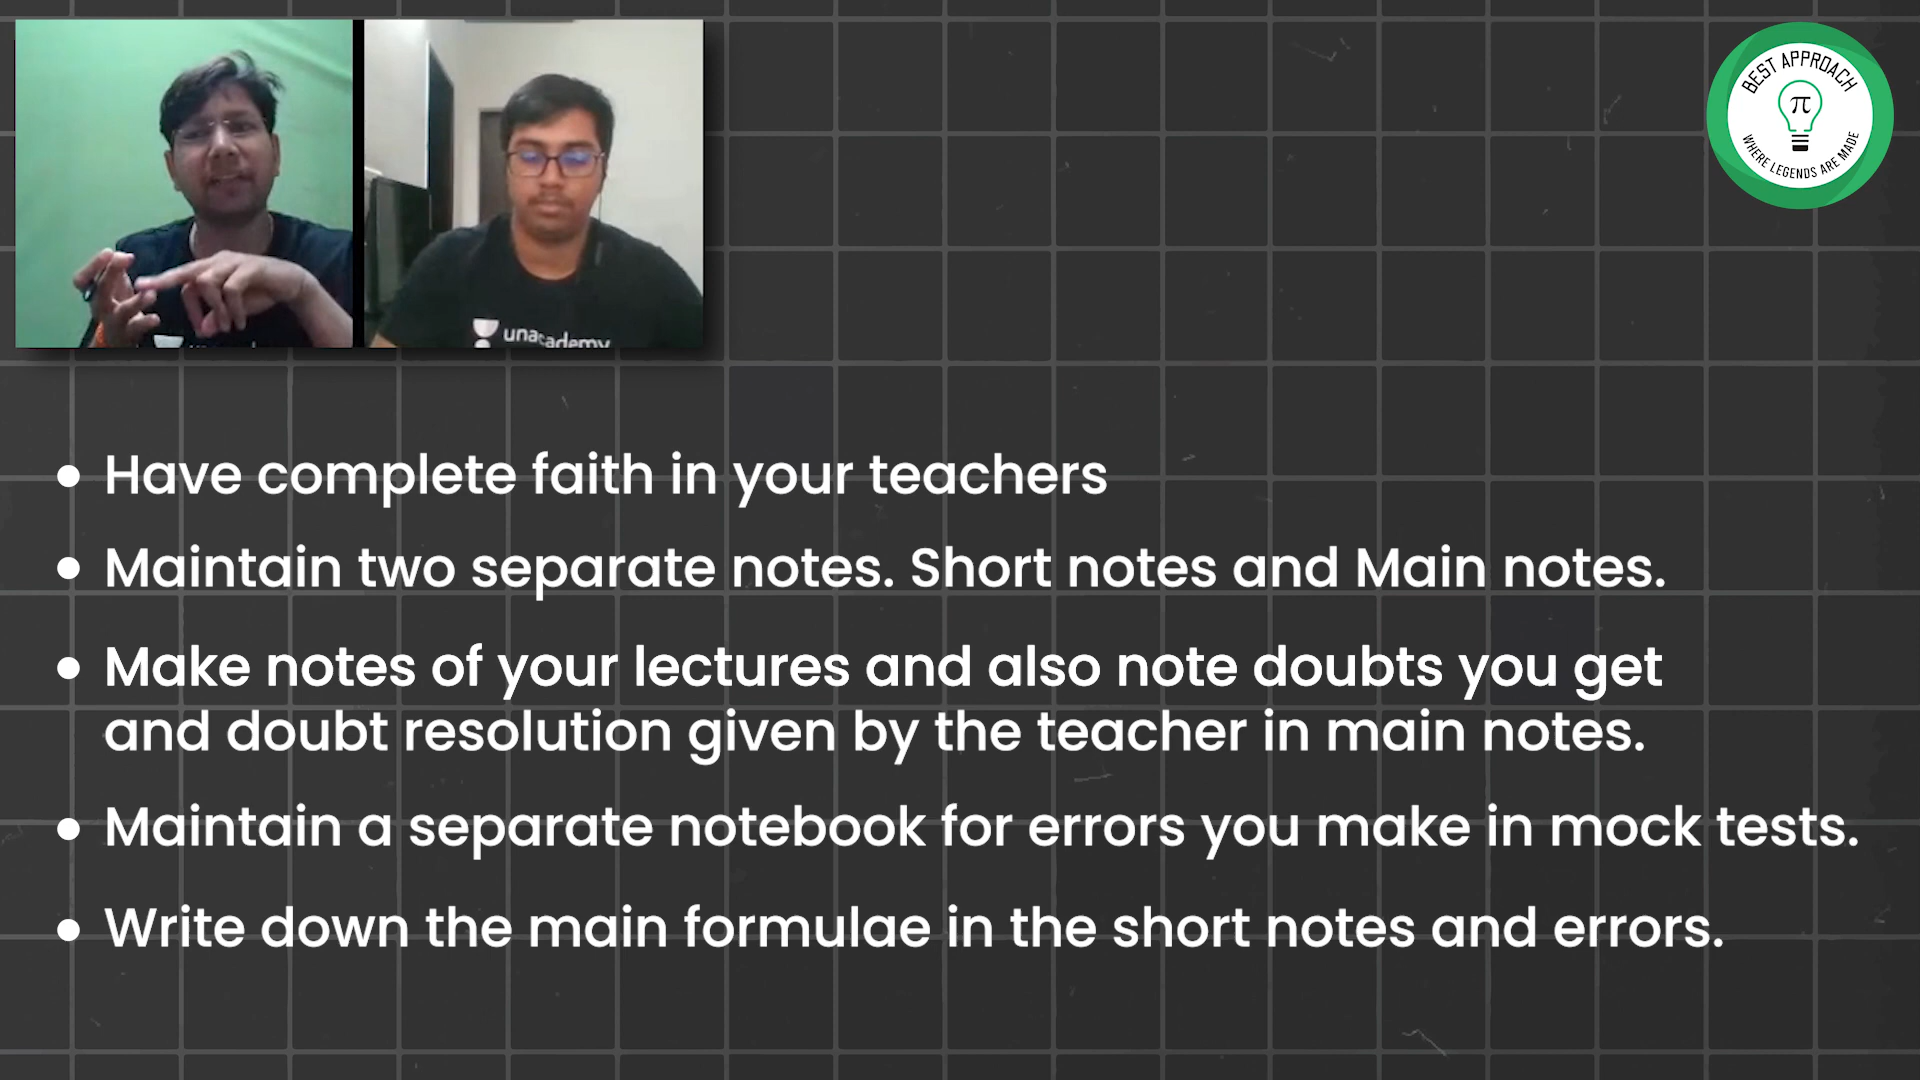 BEST APPROACH
π
WHERE LEGENDS ARE MADE
unacademy
• Have complete faith in your teachers
• Maintain two separate notes. Short notes and Main notes.
• Make notes of your lectures and also note doubts you get
and doubt resolution given by the teacher in main notes.
• Maintain a separate notebook for errors you make in mock tests.
• Write down the main formulae in the short notes and errors.